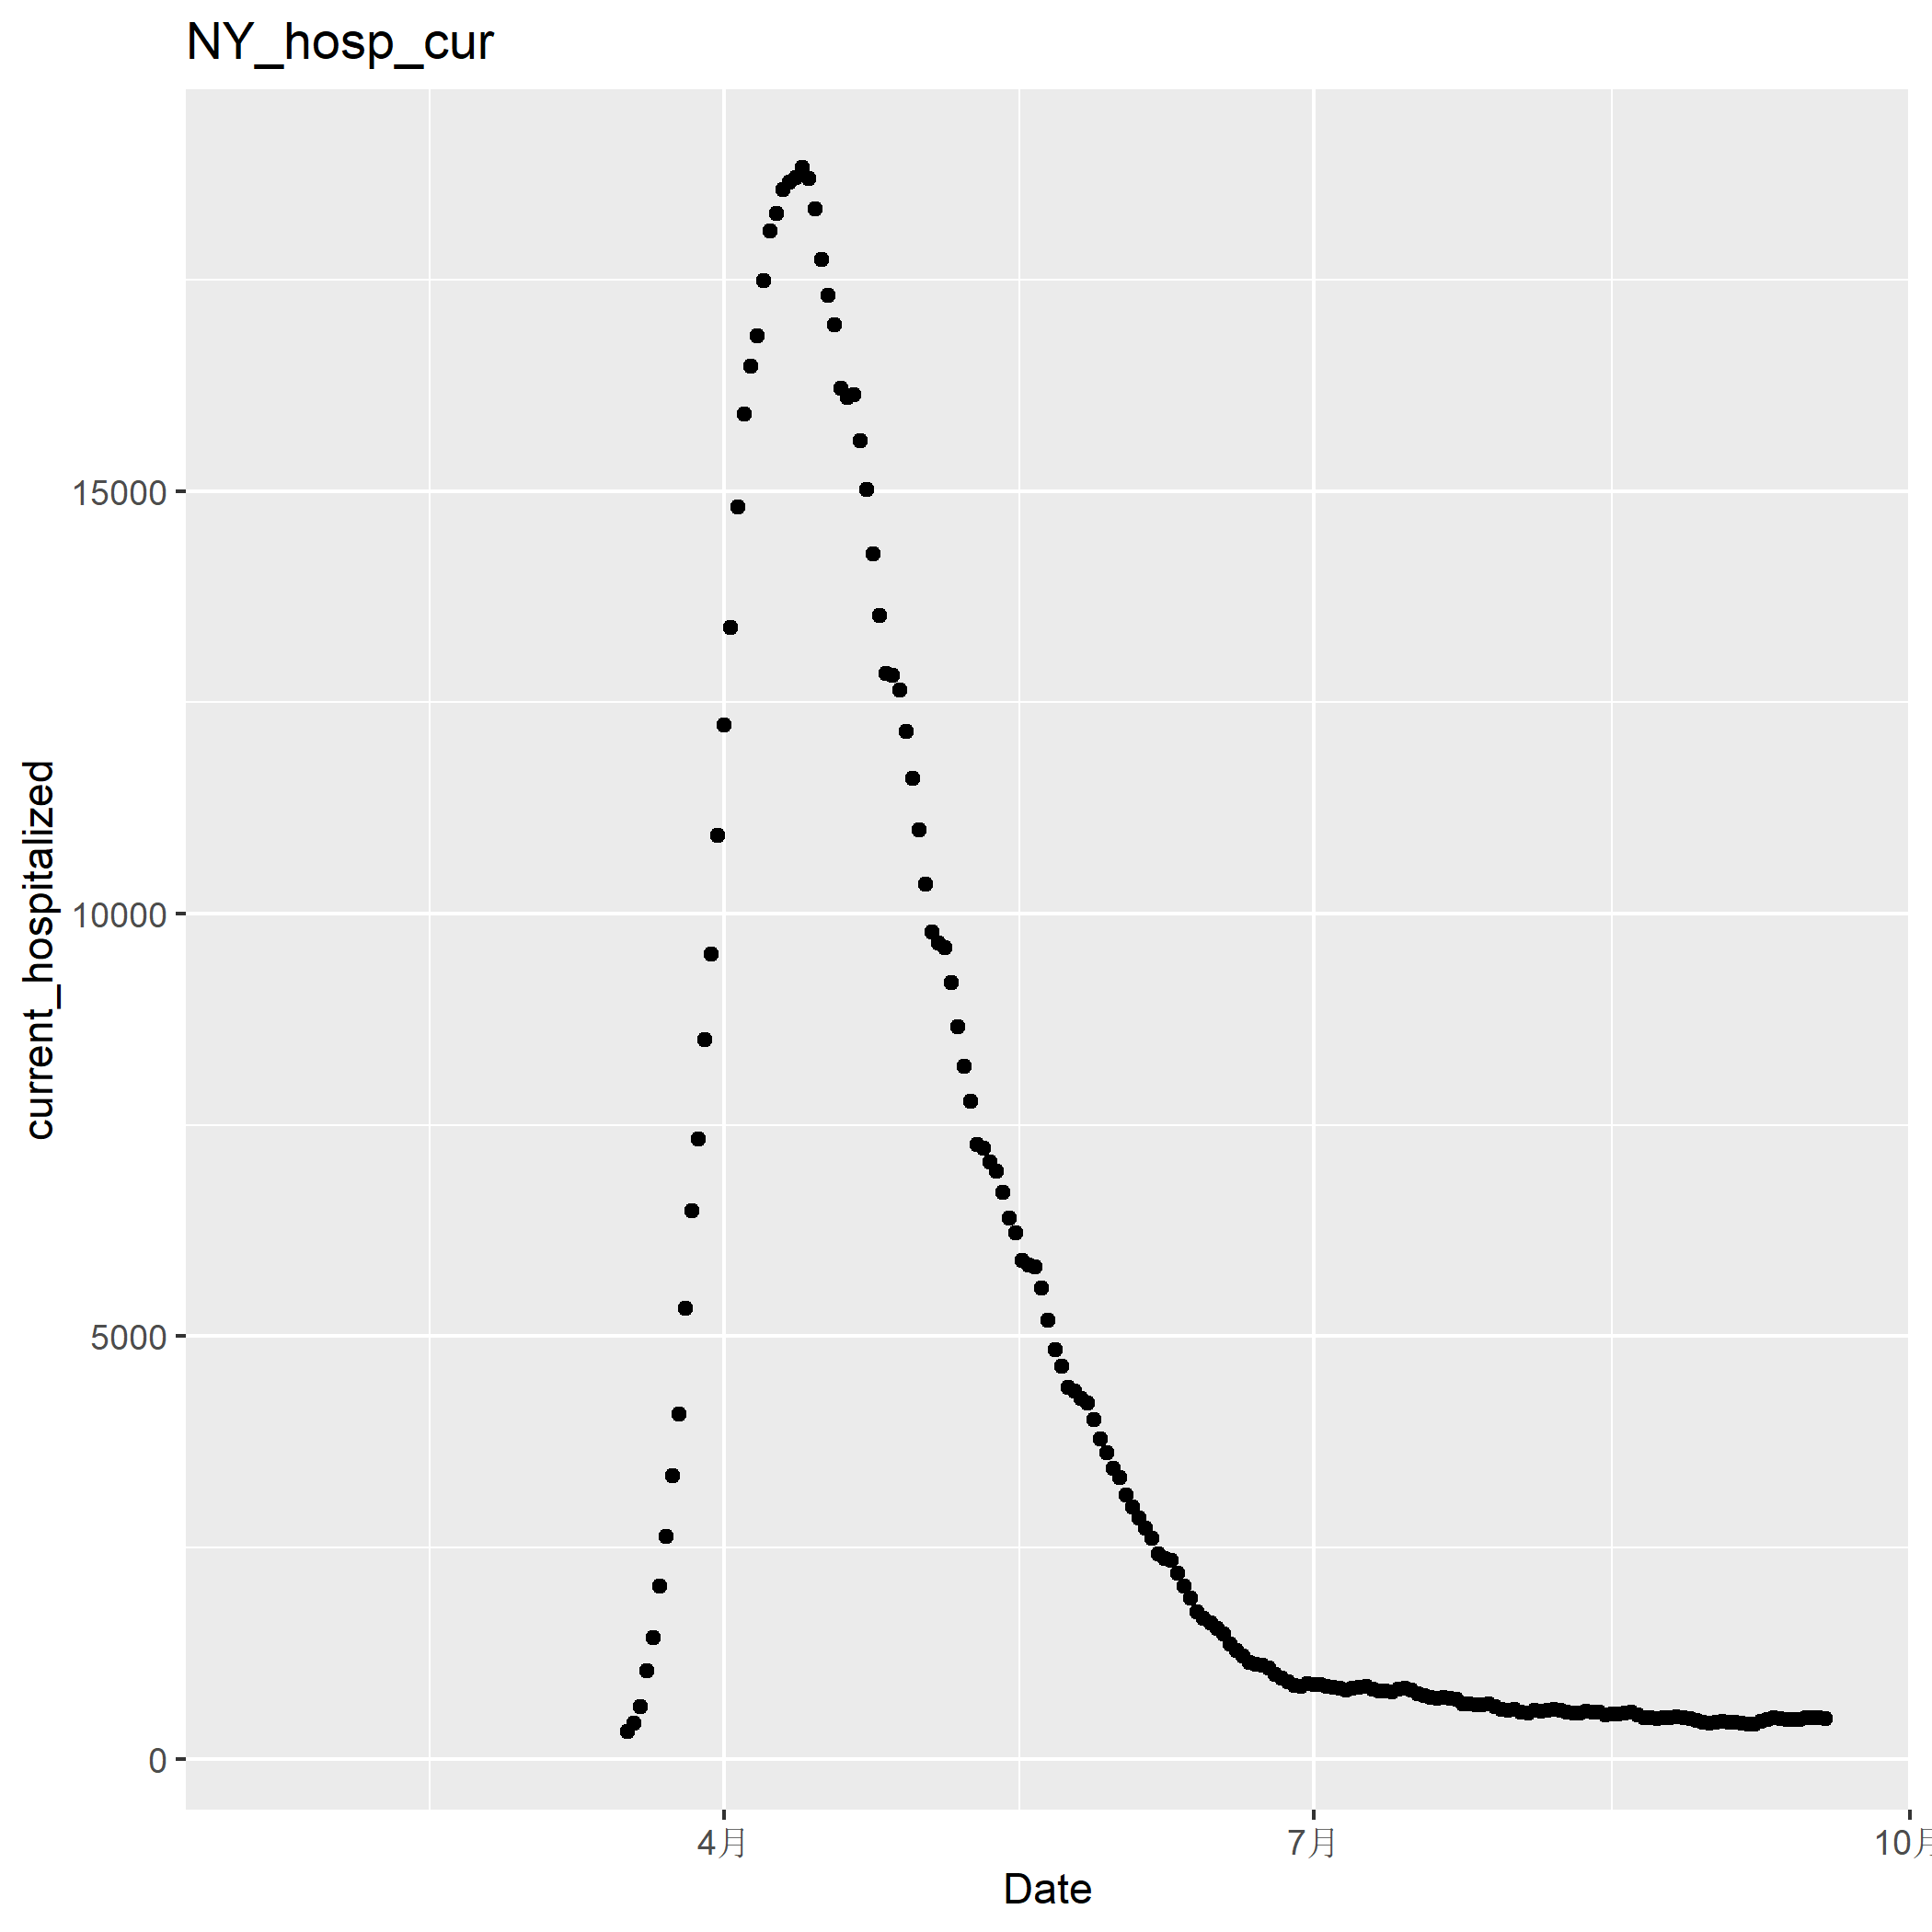 NY_hosp_cur
current_hospitalized
15000
10000
5000
0
4月
7月
10月
Date